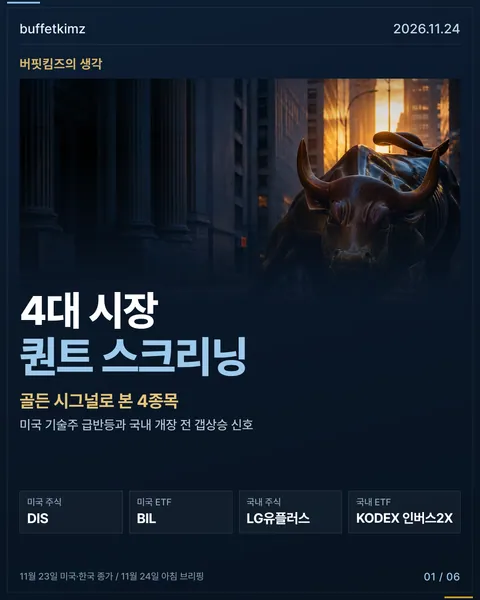 buffetkimz
2026.11.24
버핏킴즈의 생각
4대 시장
퀀트 스크리닝
골든 시그널로 본 4종목
미국 기술주 급반등과 국내 개장 전 갭상승 신호
미국 주식
DIS
미국 ETF
BIL
국내 주식
LG유플러스
국내 ETF
KODEX 인버스2X
11월 23일 미국·한국 종가 / 11월 24일 아침 브리핑
01 / 06